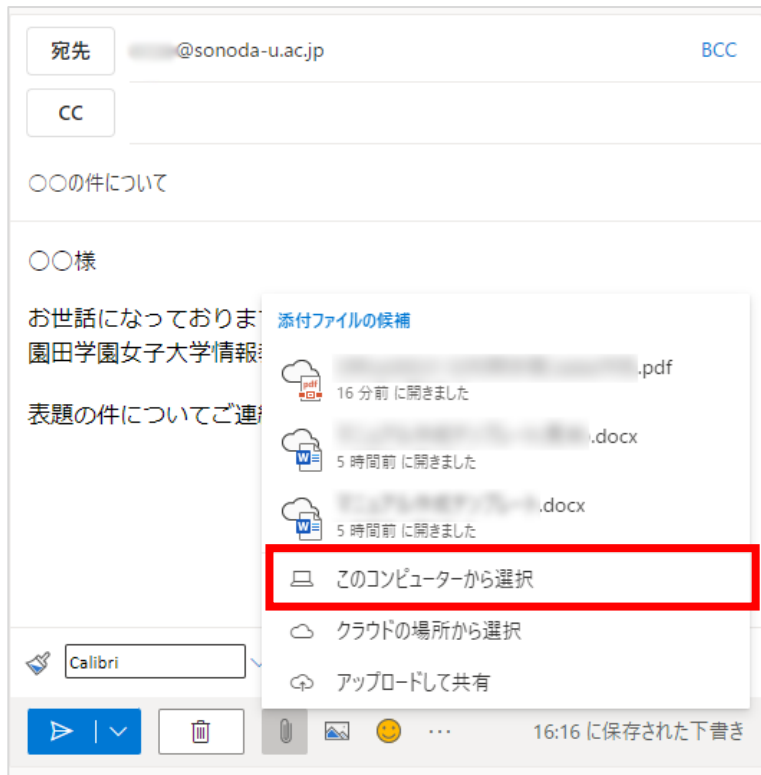 宛先 @sonoda-u.ac.jp BCC
CC
○○の件について
○○様
お世話になっております
園田学園女子大学情報
表題の件についてご連
添付ファイルの候補
.pdf
16 分前 に開きました
.docx
5 時間前 に開きました
.docx
5 時間前 に開きました
このコンピューターから選択
クラウドの場所から選択
アップロードして共有
Calibri
16:16 に保存された下書き